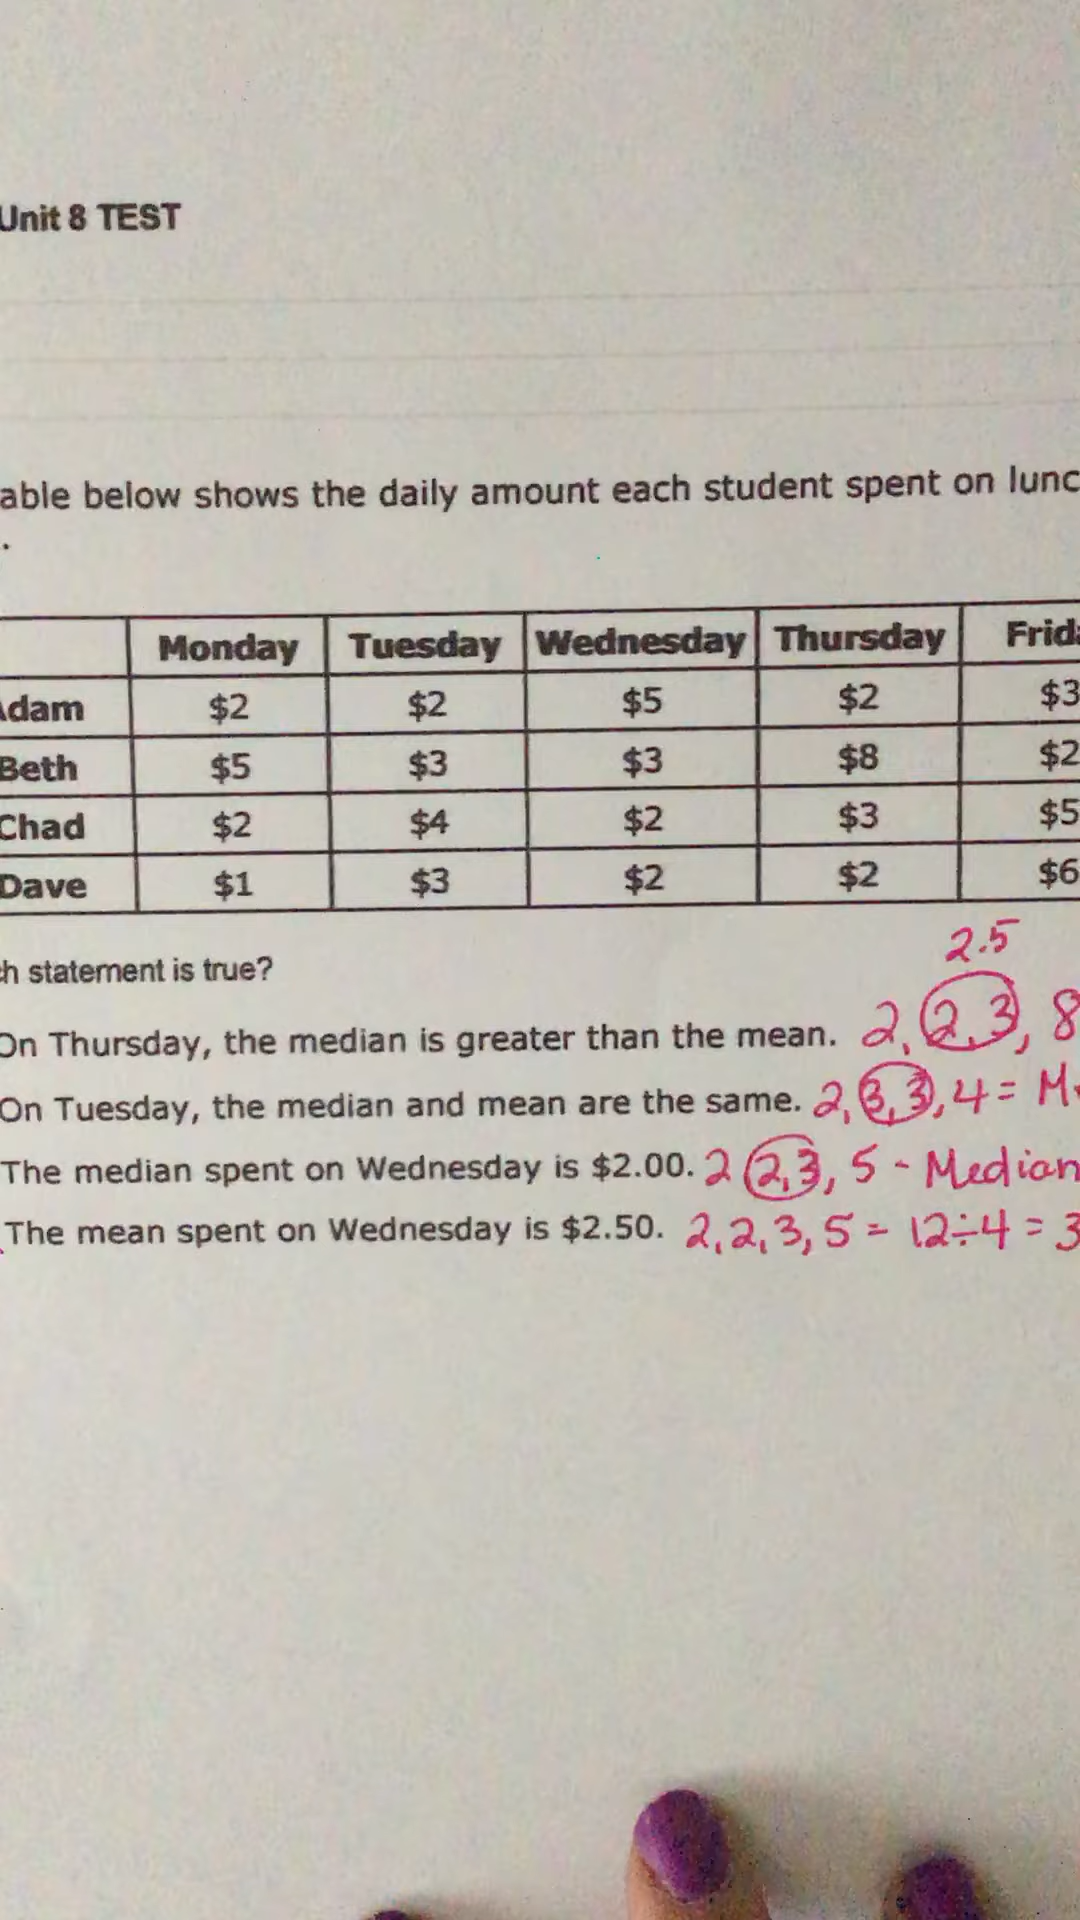 Unit 8 TEST
able below shows the daily amount each student spent on lunc
.
Monday Tuesday Wednesday Thursday Frida
Adam $2 $2 $5 $2 $3
Beth $5 $3 $3 $8 $2
Chad $2 $4 $2 $3 $5
Dave $1 $3 $2 $2 $6
2.5
ch statement is true?
On Thursday, the median is greater than the mean. 2, 2, 3, 8
On Tuesday, the median and mean are the same. 2, 3, 3, 4 = M
The median spent on Wednesday is $2.00. 2 2, 3, 5 - Median
The mean spent on Wednesday is $2.50. 2, 2, 3, 5 = 12÷4 = 3